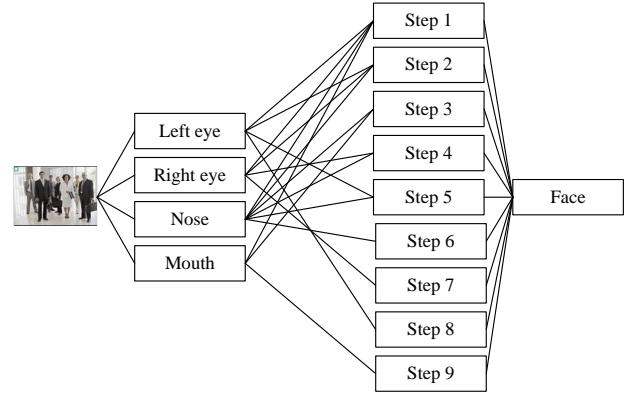 Left eye
Right eye
Nose
Mouth
Step 1
Step 2
Step 3
Step 4
Step 5
Step 6
Step 7
Step 8
Step 9
Face